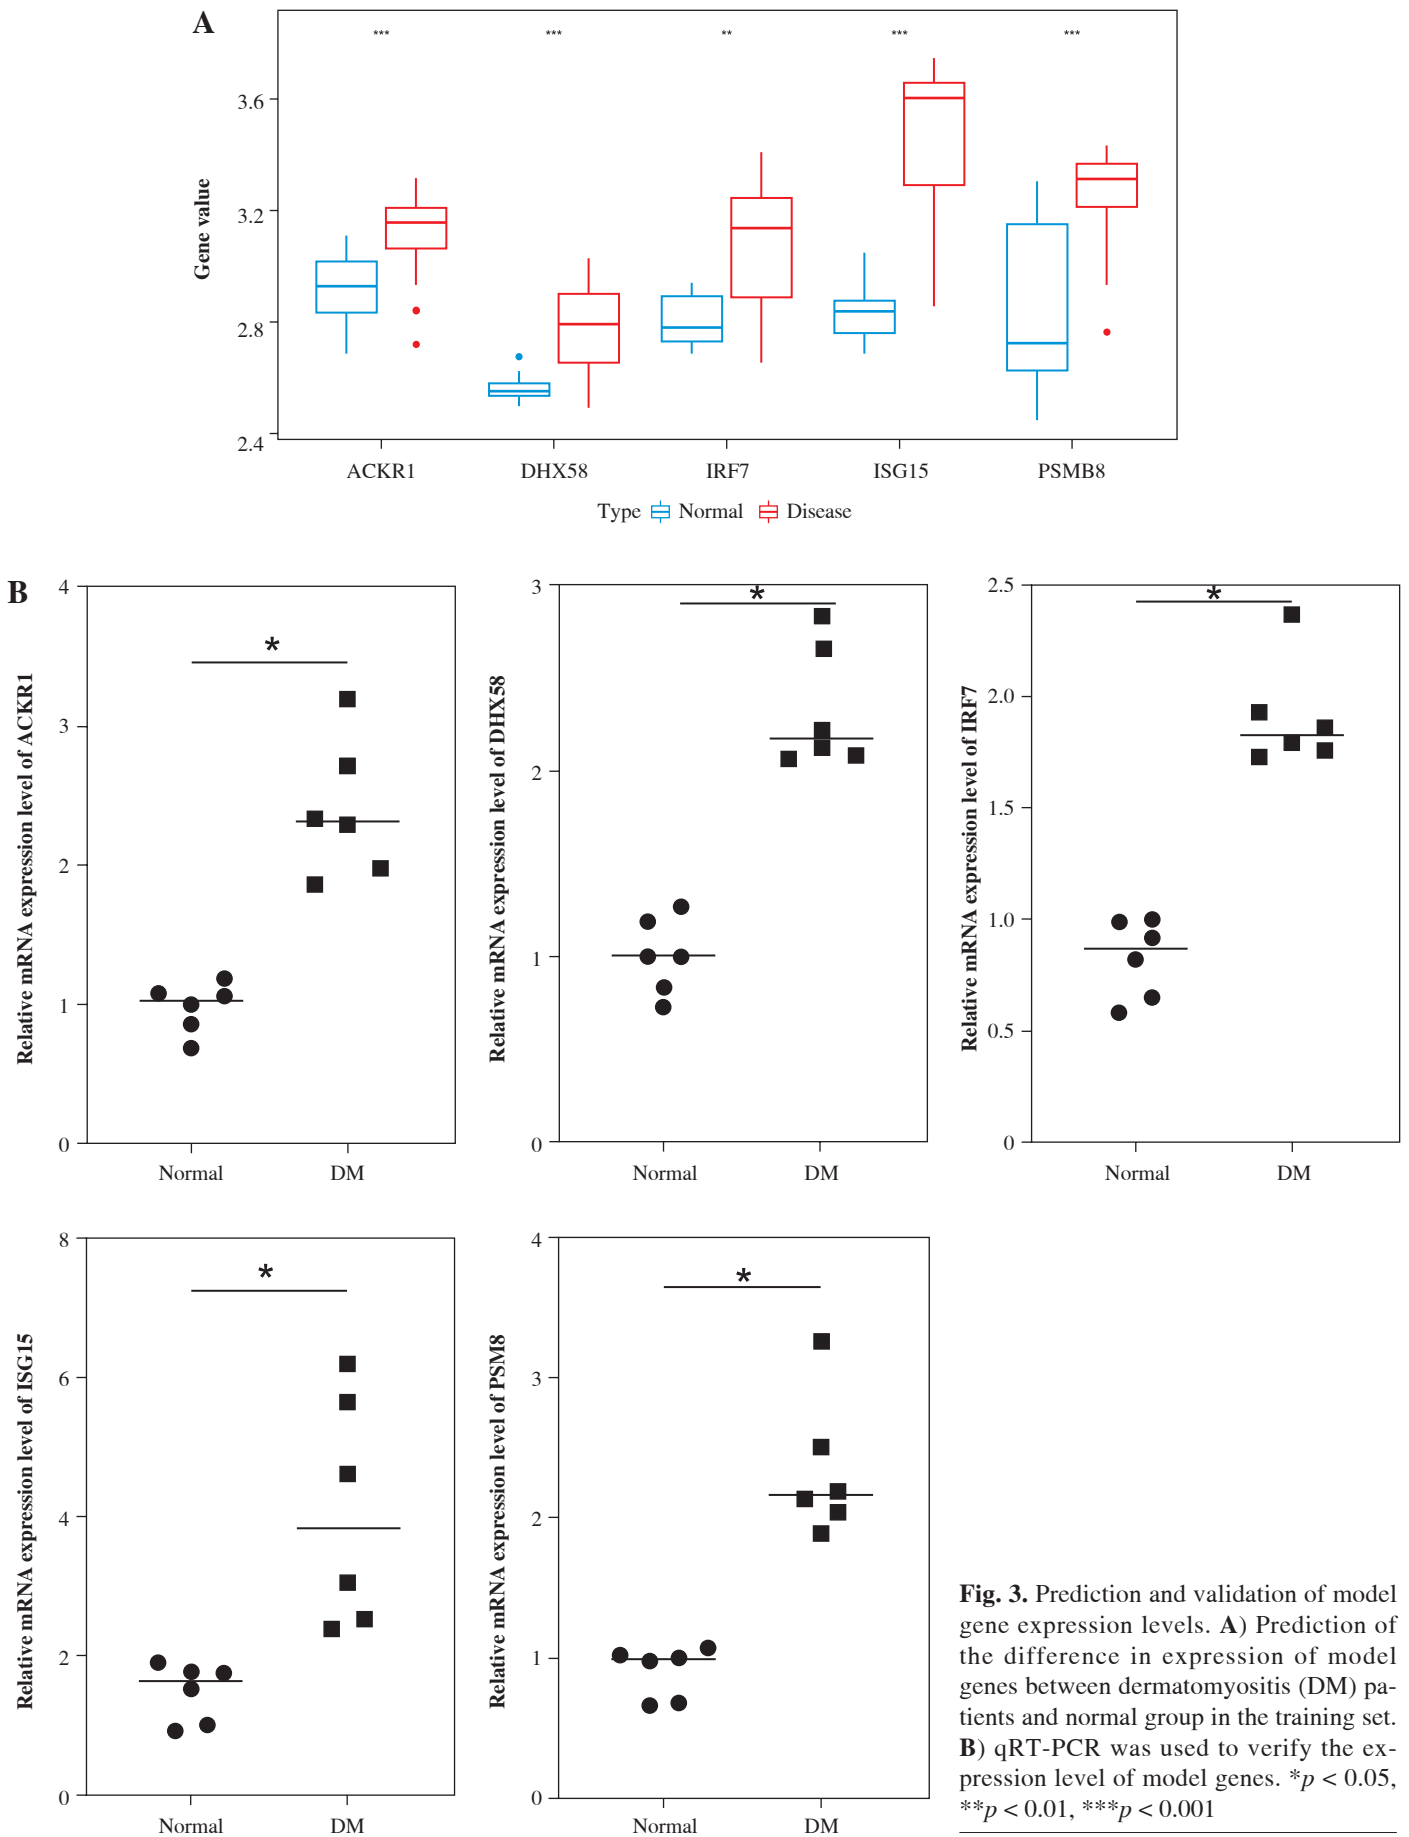 A
*** *** ** *** ***
Gene value
3.6
3.2
2.8
2.4
ACKR1 DHX58 IRF7 ISG15 PSMB8
Type Normal Disease
B
Relative mRNA expression level of ACKR1
4
3
2
1
0
*
Normal DM
Relative mRNA expression level of DHX58
3
2
1
0
*
Normal DM
Relative mRNA expression level of IRF7
2.5
2.0
1.5
1.0
0.5
0
*
Normal DM
Relative mRNA expression level of ISG15
8
6
4
2
0
*
Normal DM
Relative mRNA expression level of PSM8
4
3
2
1
0
*
Normal DM
Fig. 3. Prediction and validation of model
gene expression levels. A) Prediction of
the difference in expression of model
genes between dermatomyositis (DM) pa-
tients and normal group in the training set.
B) qRT-PCR was used to verify the ex-
pression level of model genes. *p < 0.05,
**p < 0.01, ***p < 0.001